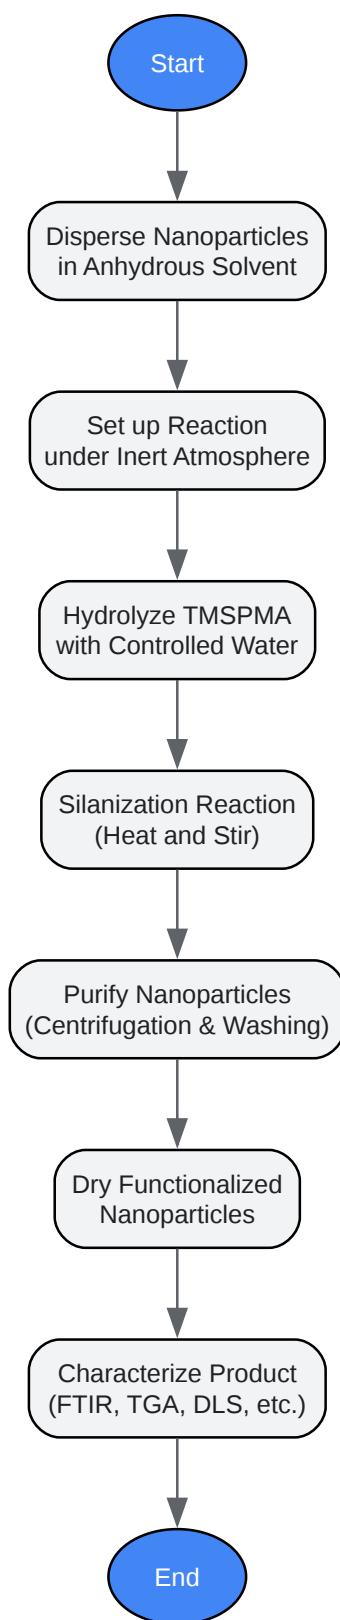 Start
Disperse Nanoparticles
in Anhydrous Solvent
Set up Reaction
under Inert Atmosphere
Hydrolyze TMSPMA
with Controlled Water
Silanization Reaction
(Heat and Stir)
Purify Nanoparticles
(Centrifugation & Washing)
Dry Functionalized
Nanoparticles
Characterize Product
(FTIR, TGA, DLS, etc.)
End